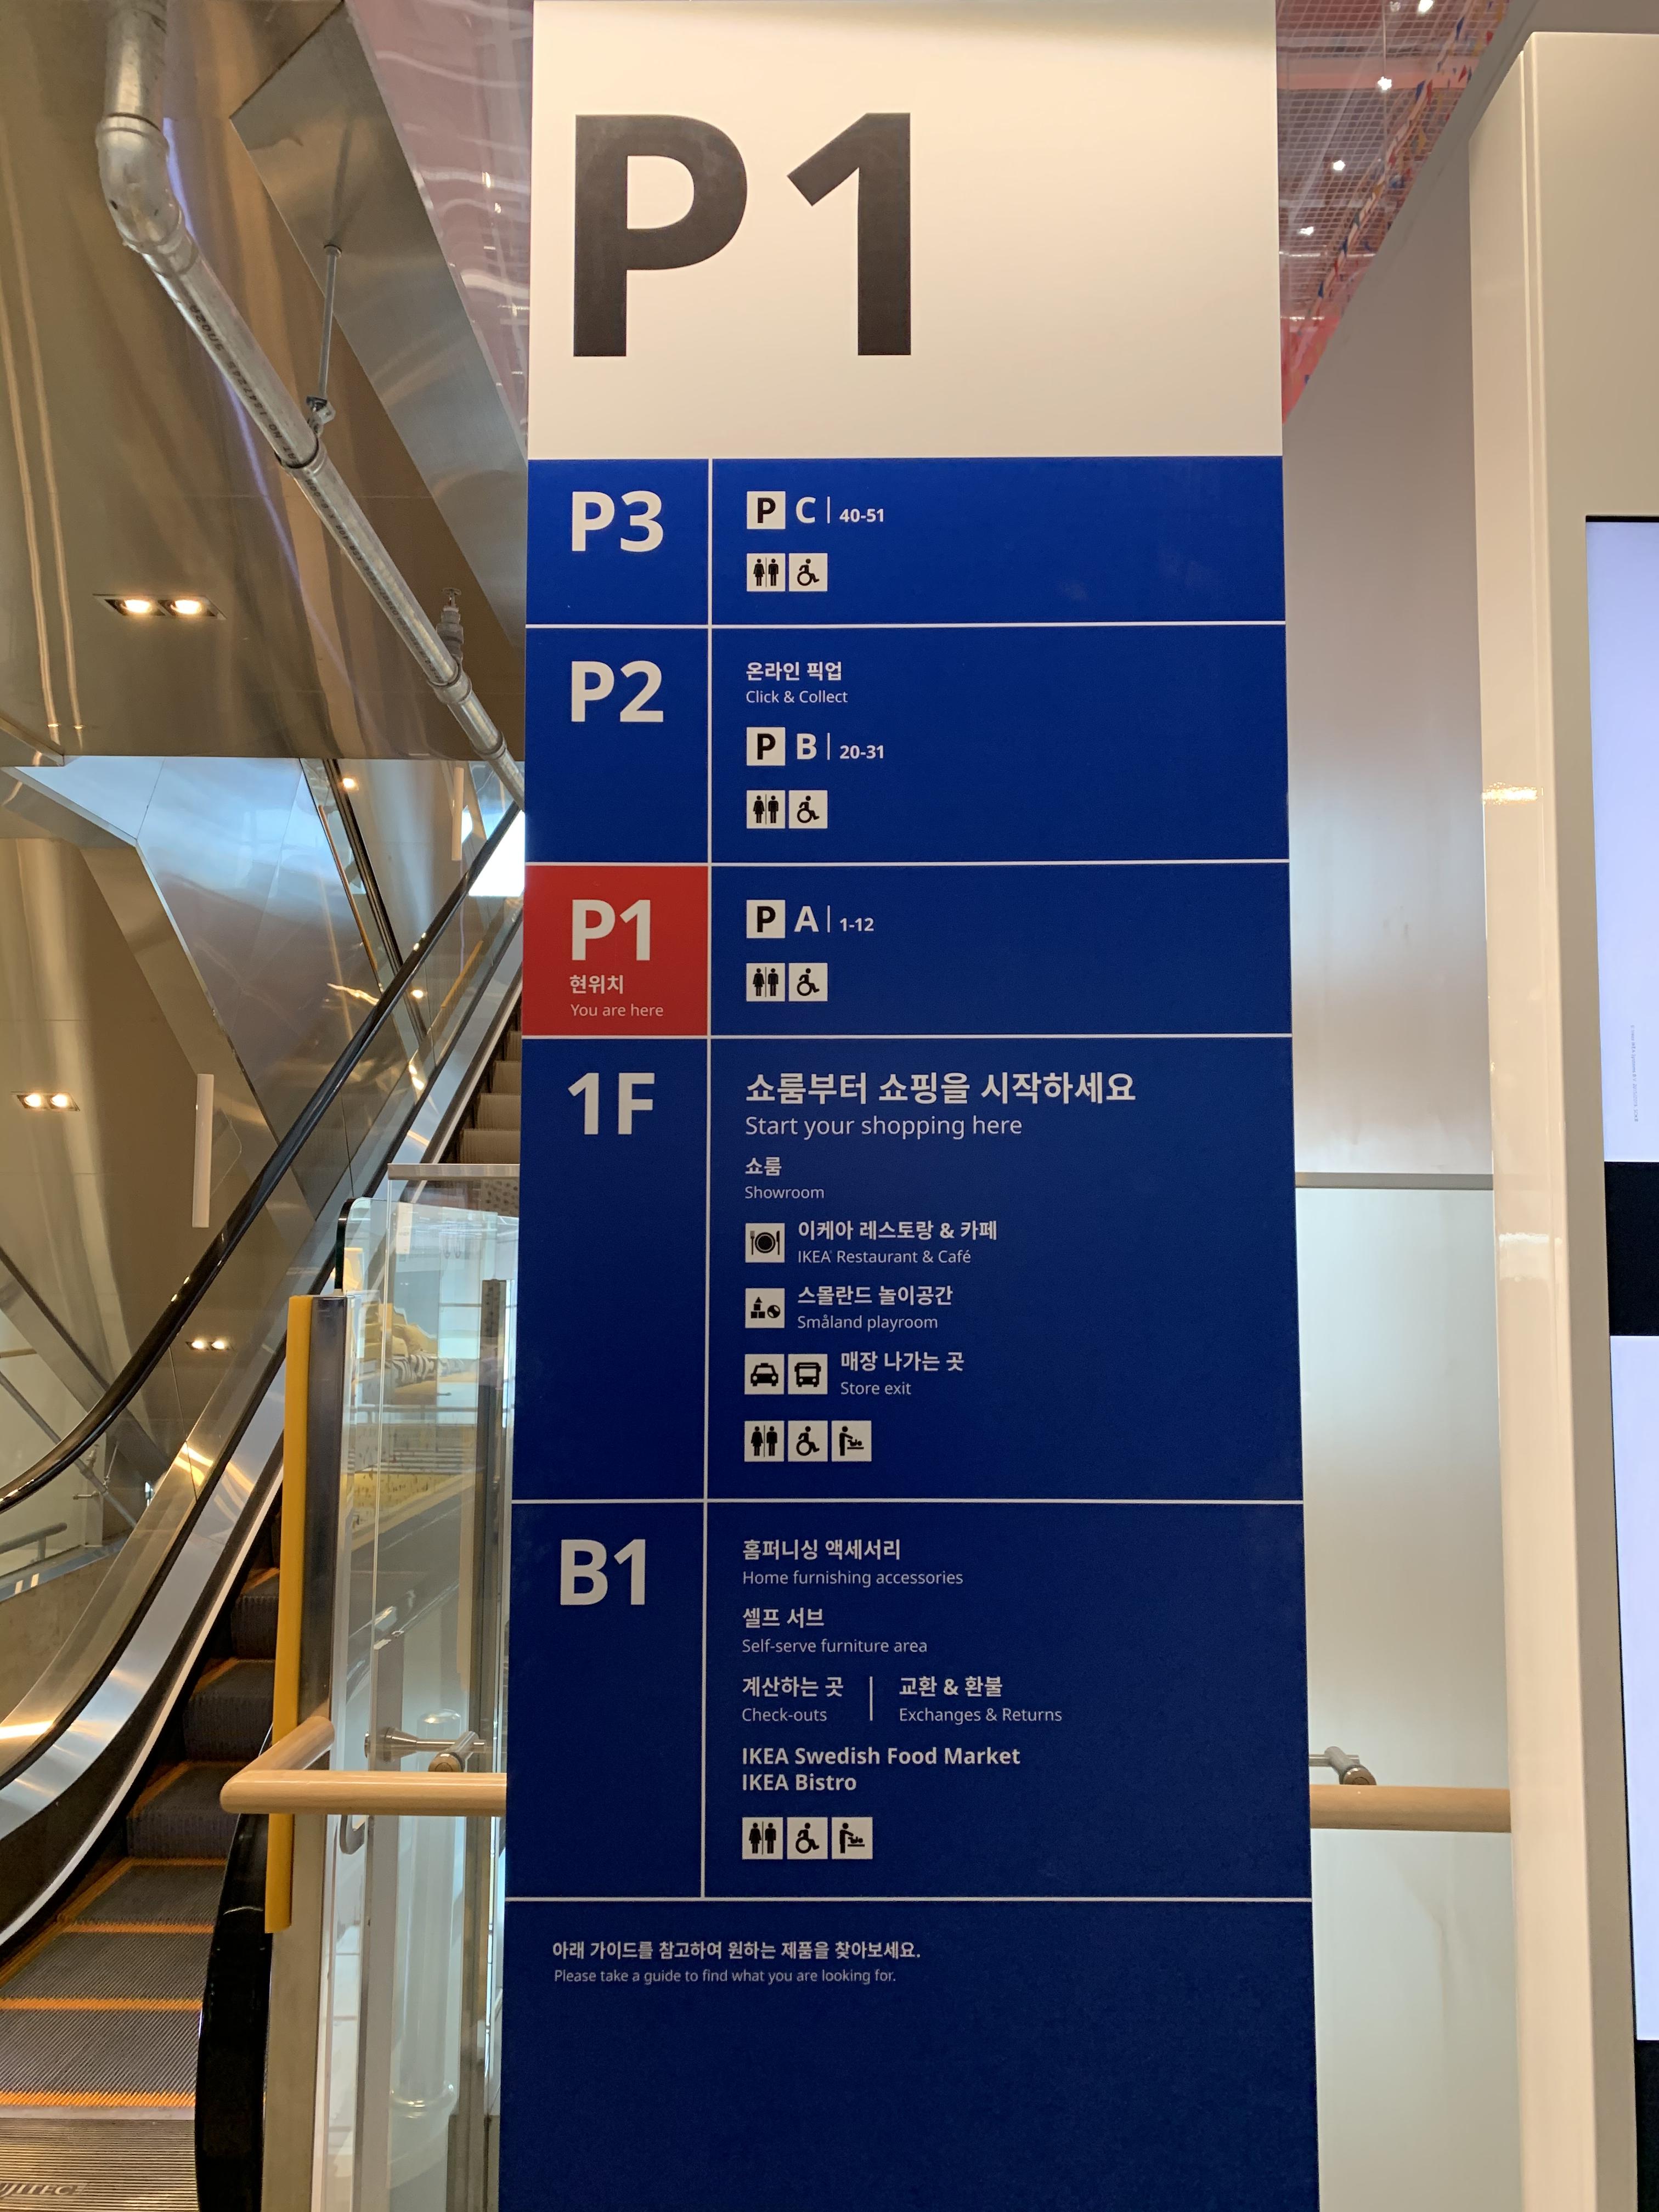 P1
P3
P C | 40-51
P2
온라인 픽업
Click & Collect
P B | 20-31
P1
현위치
You are here
P A | 1-12
1F
쇼룸부터 쇼핑을 시작하세요
Start your shopping here
쇼룸
Showroom
이케아 레스토랑 & 카페
IKEA Restaurant & Café
스몰란드 놀이공간
Småland playroom
매장 나가는 곳
Store exit
B1
홈퍼니싱 액세서리
Home furnishing accessories
셀프 서브
Self-serve furniture area
계산하는 곳 | 교환 & 환불
Check-outs | Exchanges & Returns
IKEA Swedish Food Market
IKEA Bistro
아래 가이드를 참고하여 원하는 제품을 찾아보세요.
Please take a guide to find what you are looking for.